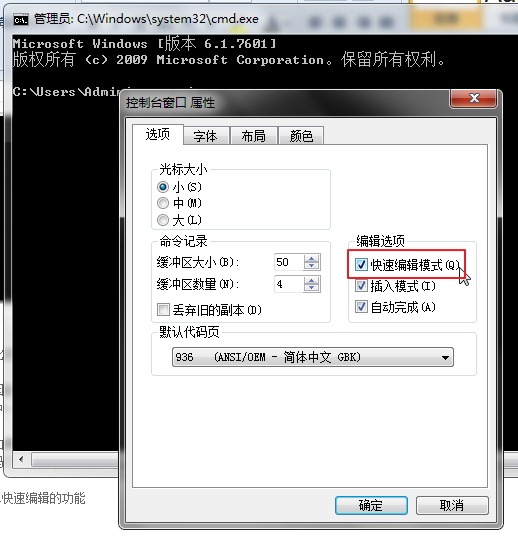 管理员: C:\Windows\system32\cmd.exe
Microsoft Windows [版本 6.1.7601]
版权所有 (c) 2009 Microsoft Corporation。保留所有权利。
C:\Users\Admin
控制台窗口 属性
选项 字体 布局 颜色
光标大小
小(S)
中(M)
大(L)
命令记录
缓冲区大小(B): 50
缓冲区数量(N): 4
丢弃旧的副本(D)
编辑选项
快速编辑模式(Q)
插入模式(I)
自动完成(A)
默认代码页
936 (ANSI/OEM - 简体中文 GBK)
确定 取消
快速编辑的功能